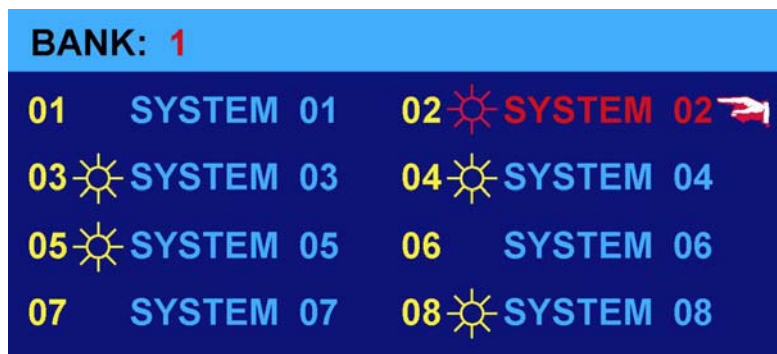 BANK: 1
01 SYSTEM 01 02 SYSTEM 02
03 SYSTEM 03 04 SYSTEM 04
05 SYSTEM 05 06 SYSTEM 06
07 SYSTEM 07 08 SYSTEM 08